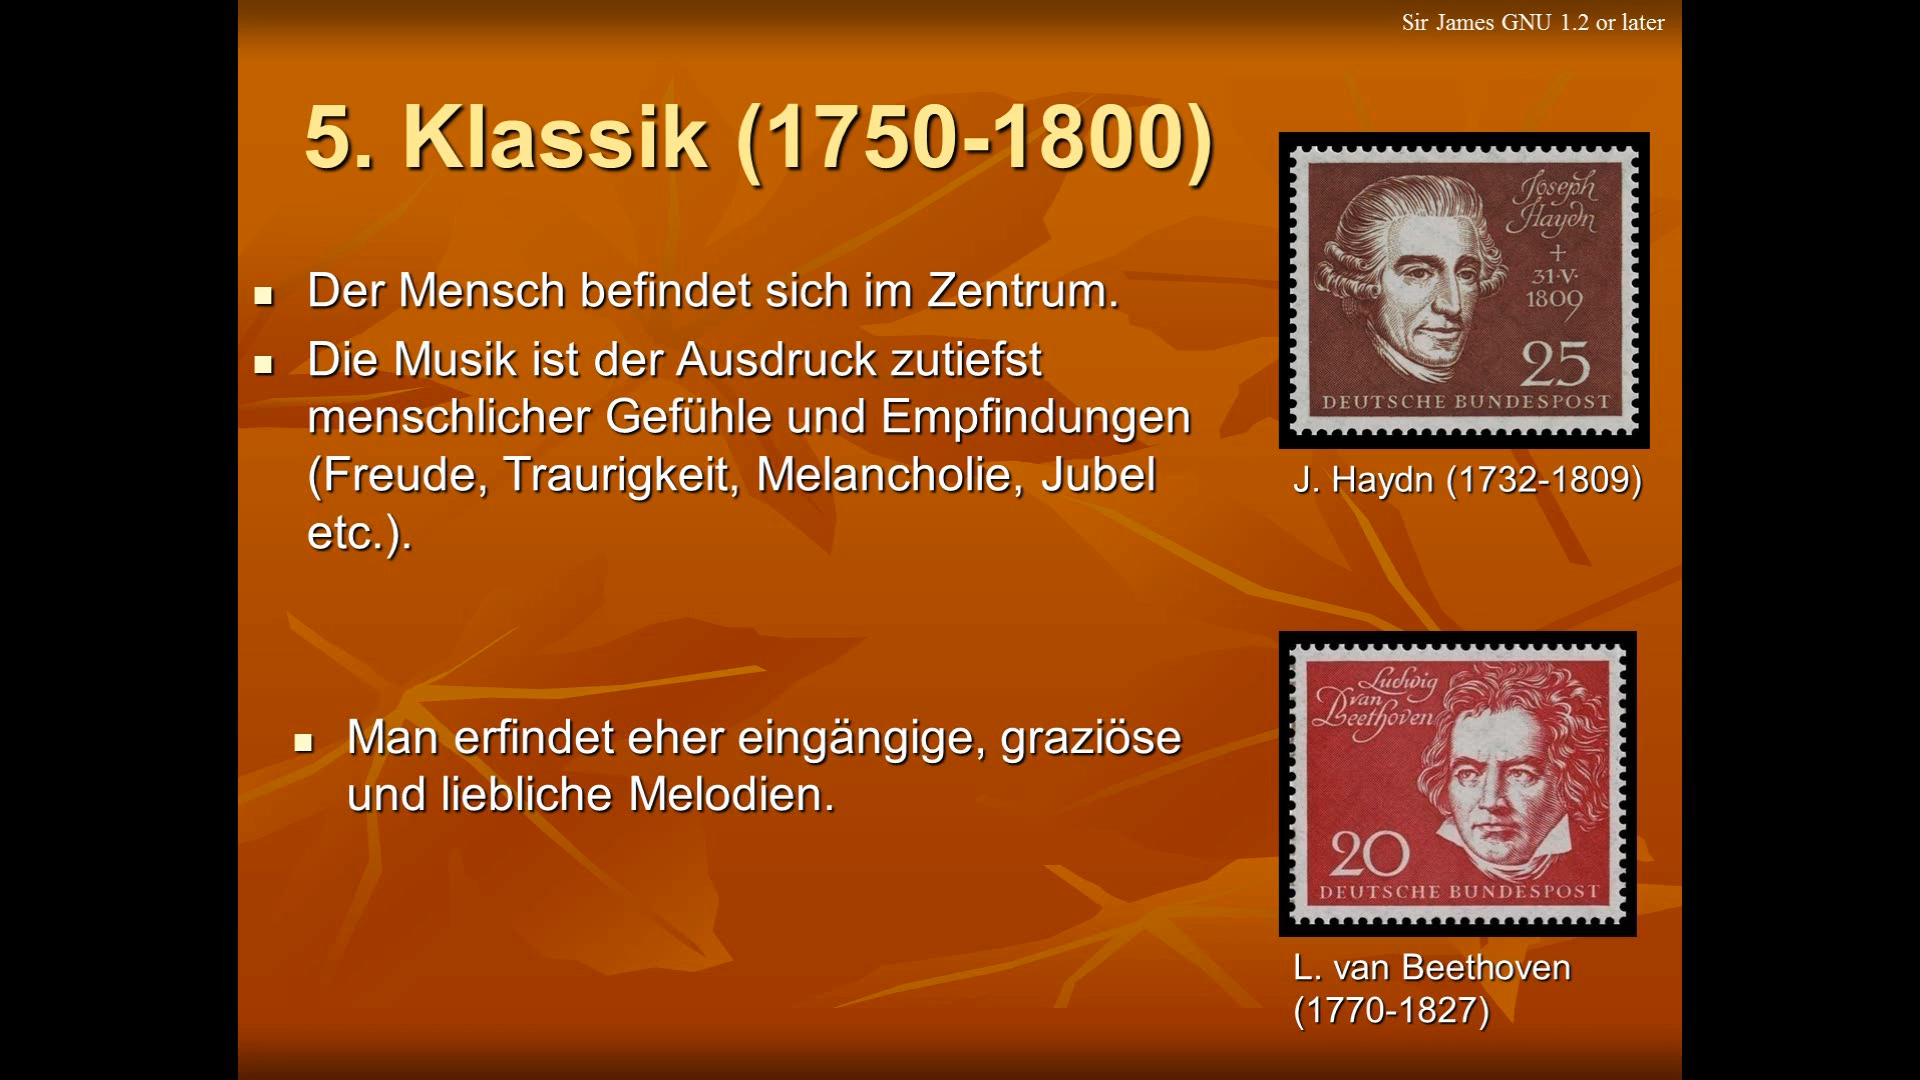 Sir James GNU 1.2 or later
5. Klassik (1750-1800)
Der Mensch befindet sich im Zentrum.
Die Musik ist der Ausdruck zutiefst
menschlicher Gefühle und Empfindungen
(Freude, Traurigkeit, Melancholie, Jubel
etc.).
Man erfindet eher eingängige, graziöse
und liebliche Melodien.
Joseph
Haydn
+
31·V·
1809
25
DEUTSCHE BUNDESPOST
J. Haydn (1732-1809)
Ludwig
van
Beethoven
20
DEUTSCHE BUNDESPOST
L. van Beethoven
(1770-1827)